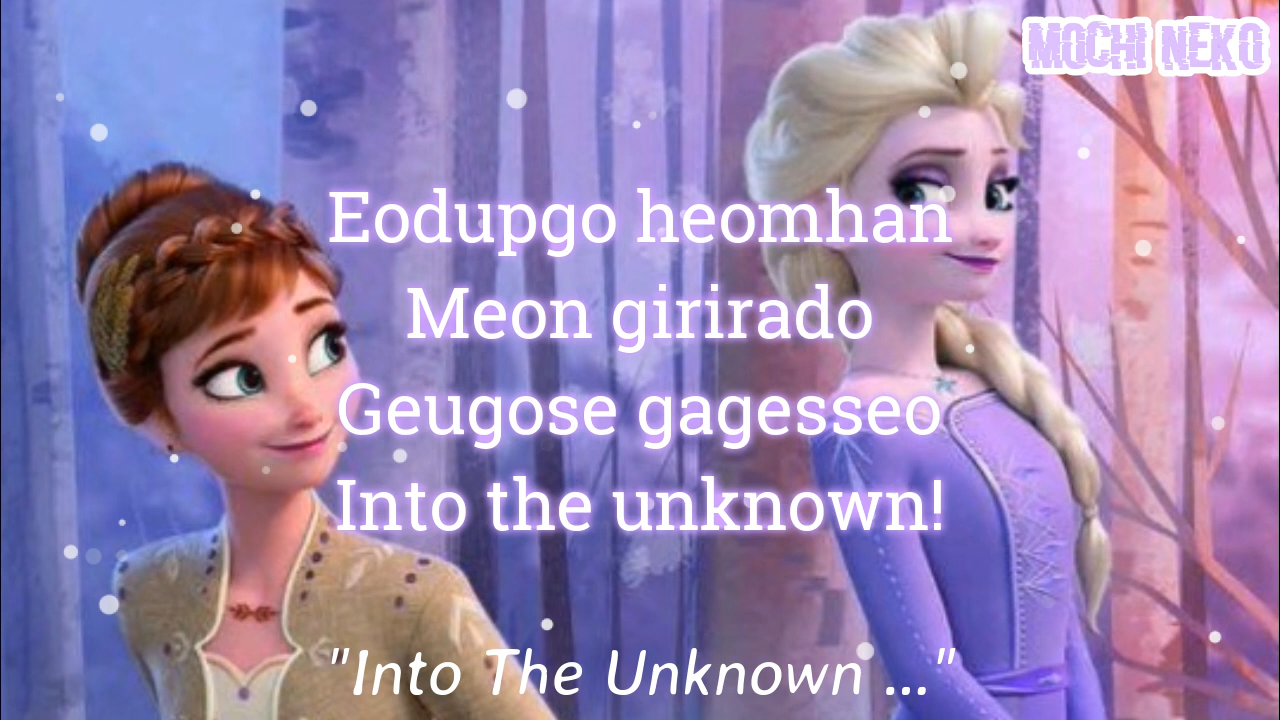 MOCHI NEKO
Eodupgo heomhan
Meon girirado
Geugose gagesseo
Into the unknown!
"Into The Unknown ..."